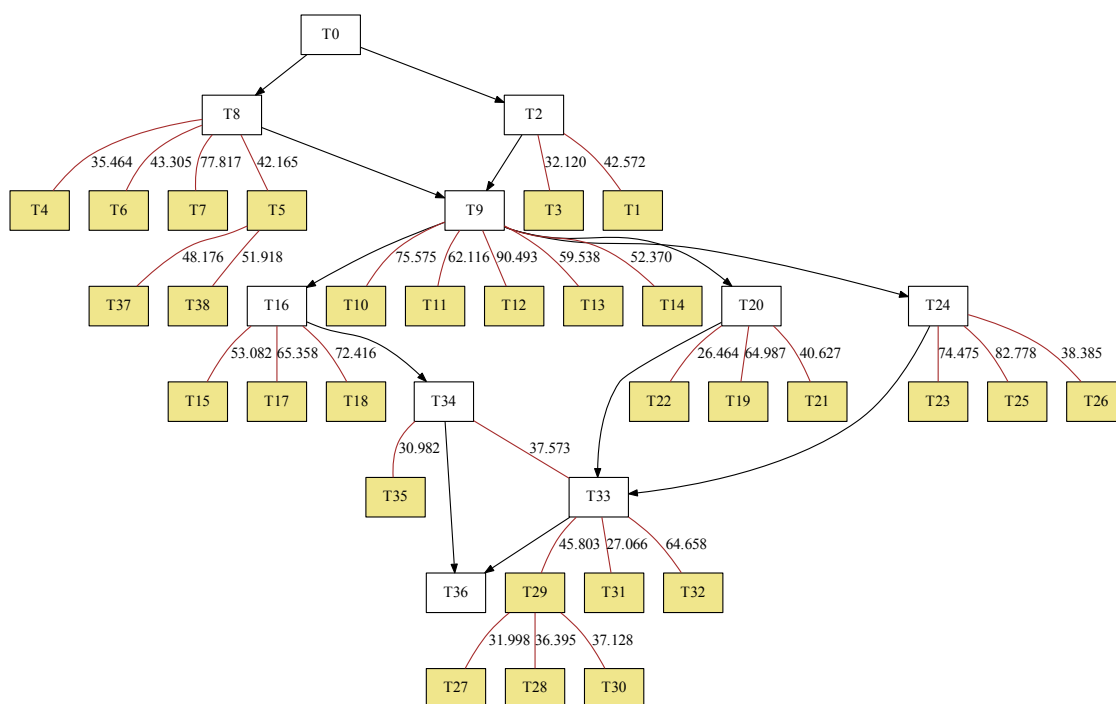 T0
T8 T2
35.464 43.305 77.817 42.165 32.120 42.572
T4 T6 T7 T5 T9 T3 T1
48.176 51.918 75.575 62.116 90.493 59.538 52.370
T37 T38 T16 T10 T11 T12 T13 T14 T20 T24
53.082 65.358 72.416 26.464 64.987 40.627 74.475 82.778 38.385
T15 T17 T18 T34 T22 T19 T21 T23 T25 T26
30.982 37.573
T35 T33
45.803 27.066 64.658
T36 T29 T31 T32
31.998 36.395 37.128
T27 T28 T30